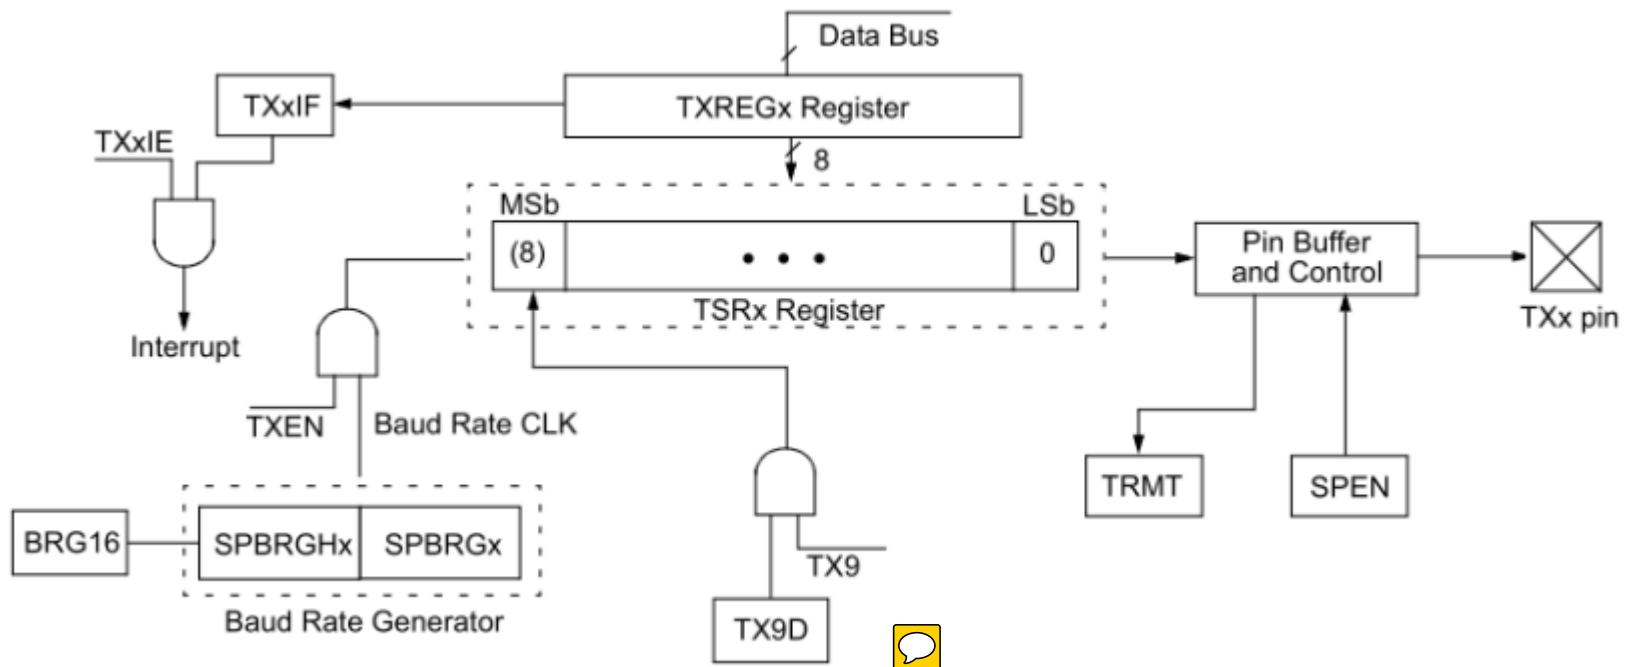 Data Bus
TXxIF
TXREGx Register
TXxIE
8
MSb
LSb
(8)
0
Pin Buffer
and Control
TSRx Register
TXx pin
Interrupt
TXEN
Baud Rate CLK
TRMT
SPEN
BRG16
SPBRGHx
SPBRGx
TX9
Baud Rate Generator
TX9D